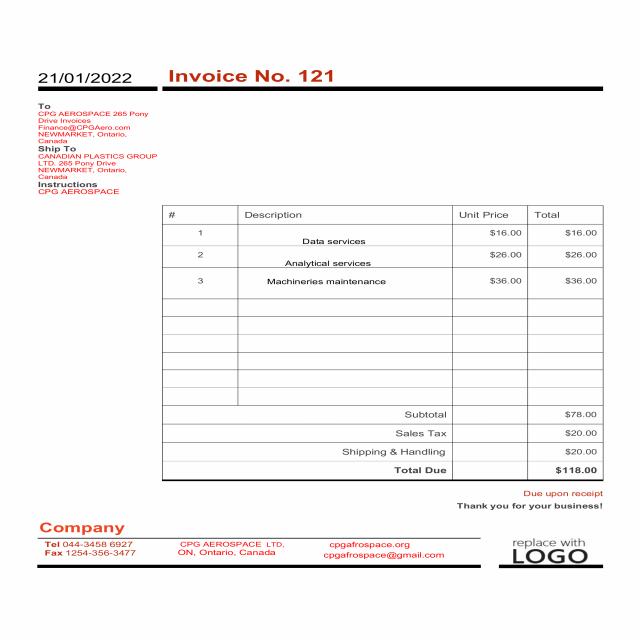 21/01/2022
Invoice No. 121
To
CPG AEROSPACE 265 Pony
Drive Invoices
Finance@CPGAero.com
NEWMARKET, Ontario,
Canada
Ship To
CANADIAN PLASTICS GROUP
LTD. 265 Pony Drive
NEWMARKET, Ontario,
Canada
Instructions
CPG AEROSPACE
# Description Unit Price Total
1 Data services $16.00 $16.00
2 Analytical services $26.00 $26.00
3 Machineries maintenance $36.00 $36.00
Subtotal $78.00
Sales Tax $20.00
Shipping & Handling $20.00
Total Due $118.00
Due upon receipt
Thank you for your business!
Company
Tel 044-3458 6927
Fax 1254-356-3477
CPG AEROSPACE LTD.
ON, Ontario, Canada
cpgafrospace.org
cpgafrospace@gmail.com
replace with
LOGO